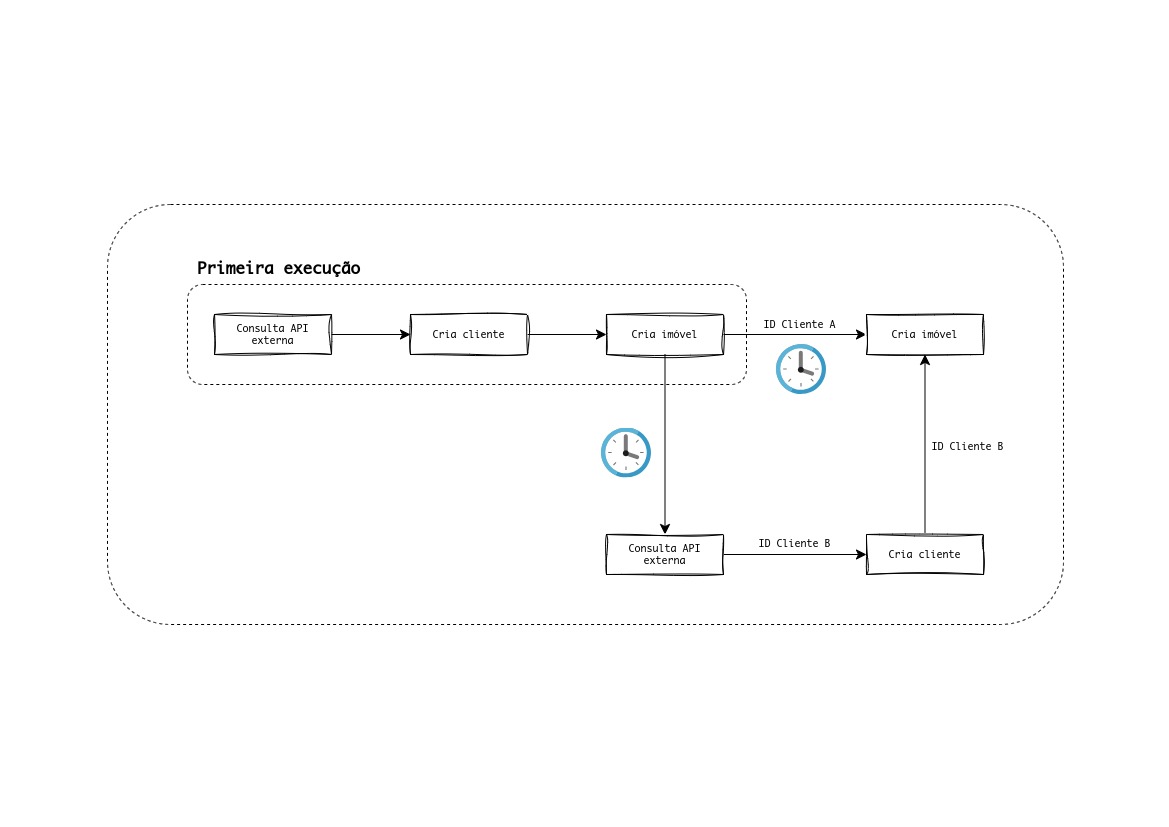 Primeira execução
Consulta API
externa
Cria cliente
Cria imóvel
ID Cliente A
Cria imóvel
ID Cliente B
Consulta API
externa
ID Cliente B
Cria cliente